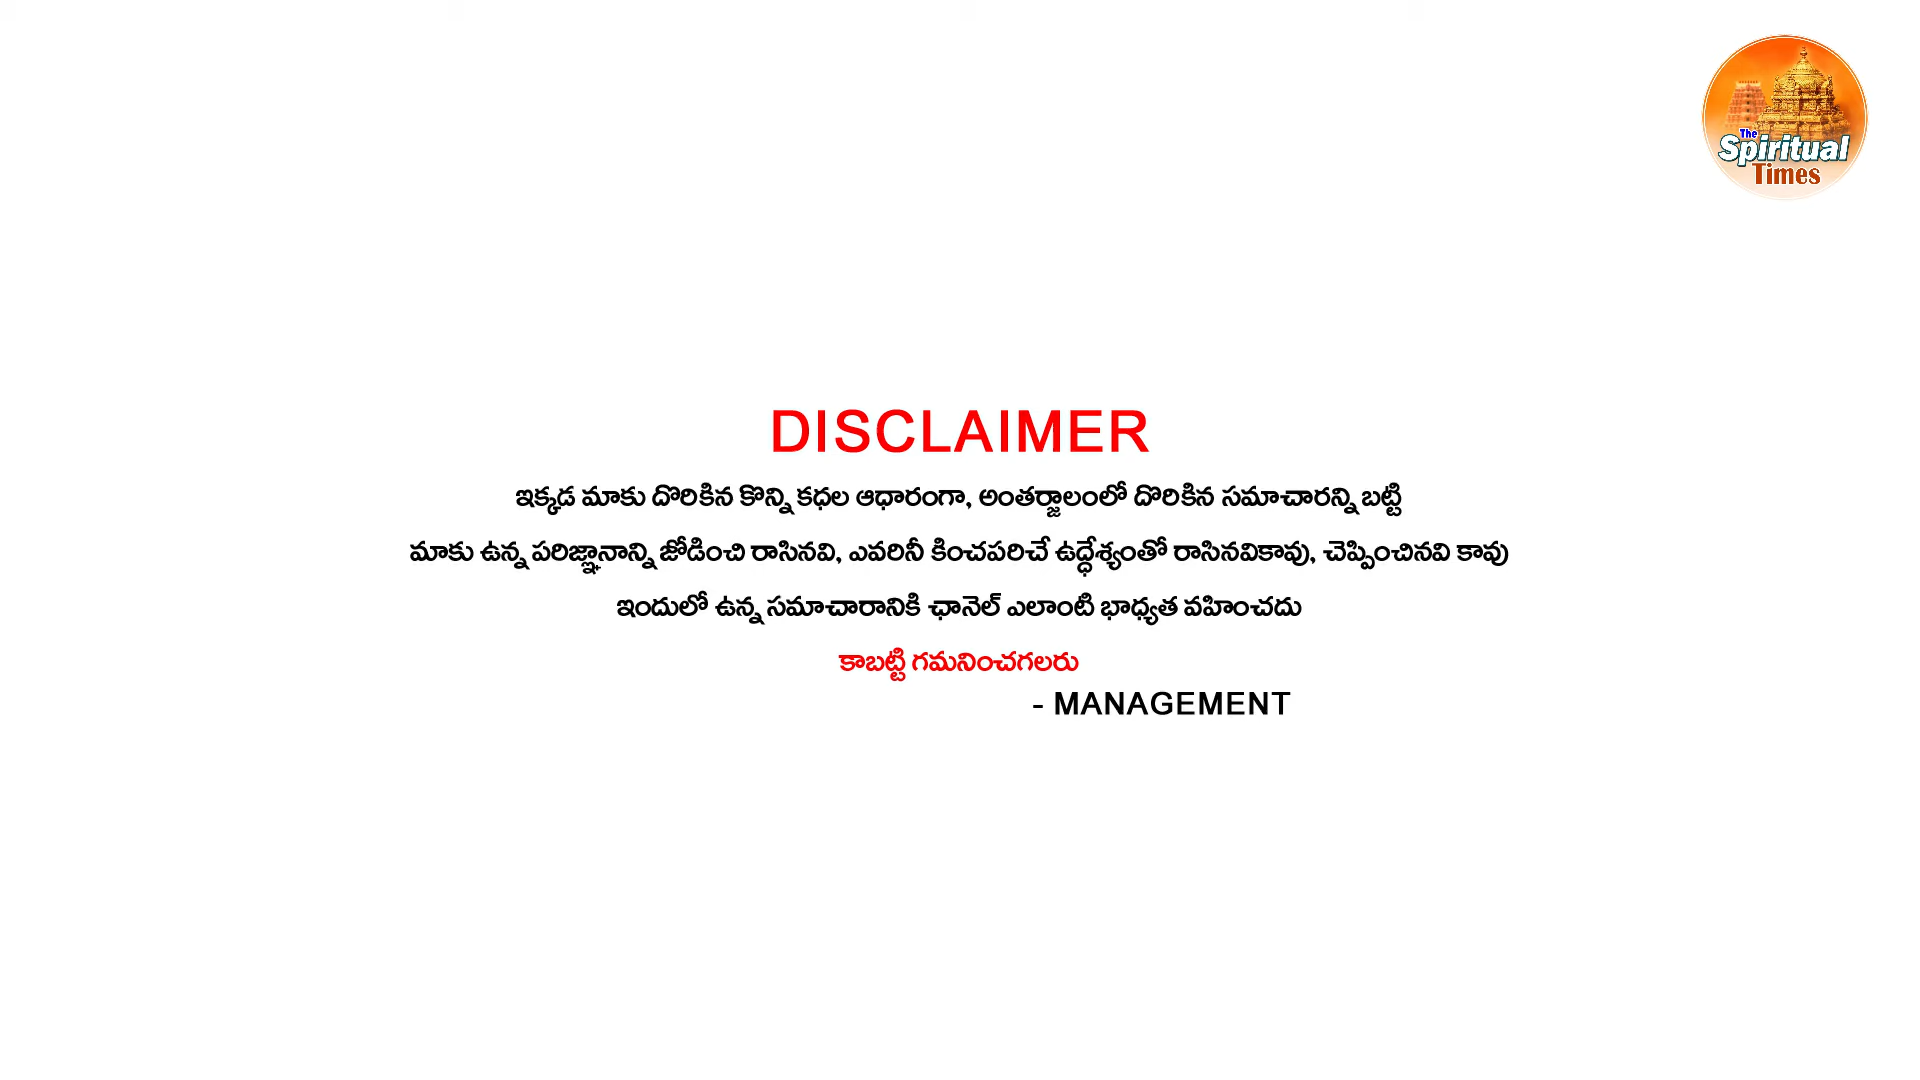 The
Spiritual
Times
DISCLAIMER
ఇక్కడ మాకు దొరికిన కొన్ని కధల ఆధారంగా, అంతర్జాలంలో దొరికిన సమాచారన్ని బట్టి
మాకు ఉన్న పరిజ్ఞానాన్ని జోడించి రాసినవి, ఎవరినీ కించపరిచే ఉద్ధేశ్యంతో రాసినవికావు, చెప్పించినవి కావు
ఇందులో ఉన్న సమాచారానికి ఛానెల్ ఎలాంటి భాధ్యత వహించదు
కాబట్టి గమనించగలరు
- MANAGEMENT